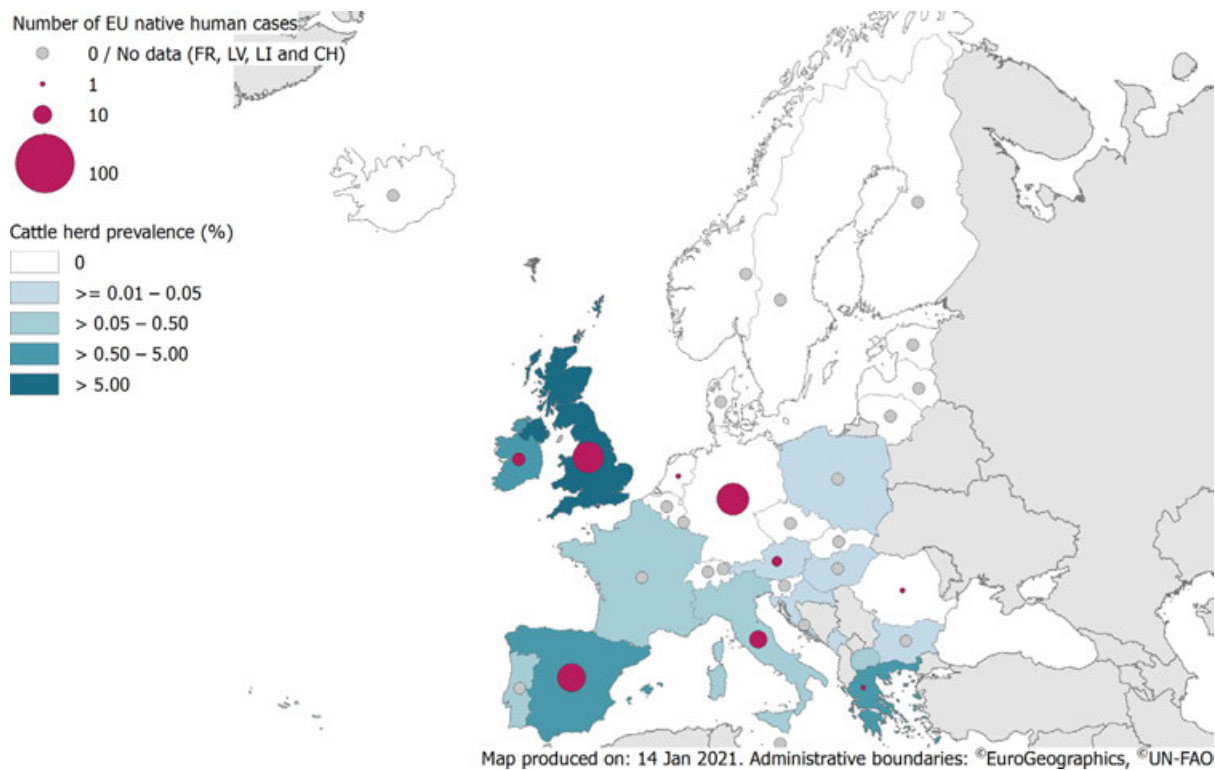 Number of EU native human cases
0 / No data (FR, LV, LI and CH)
1
10
100
Cattle herd prevalence (%)
0
>= 0.01 – 0.05
> 0.05 – 0.50
> 0.50 – 5.00
> 5.00
Map produced on: 14 Jan 2021. Administrative boundaries: ©EuroGeographics, ©UN-FAO